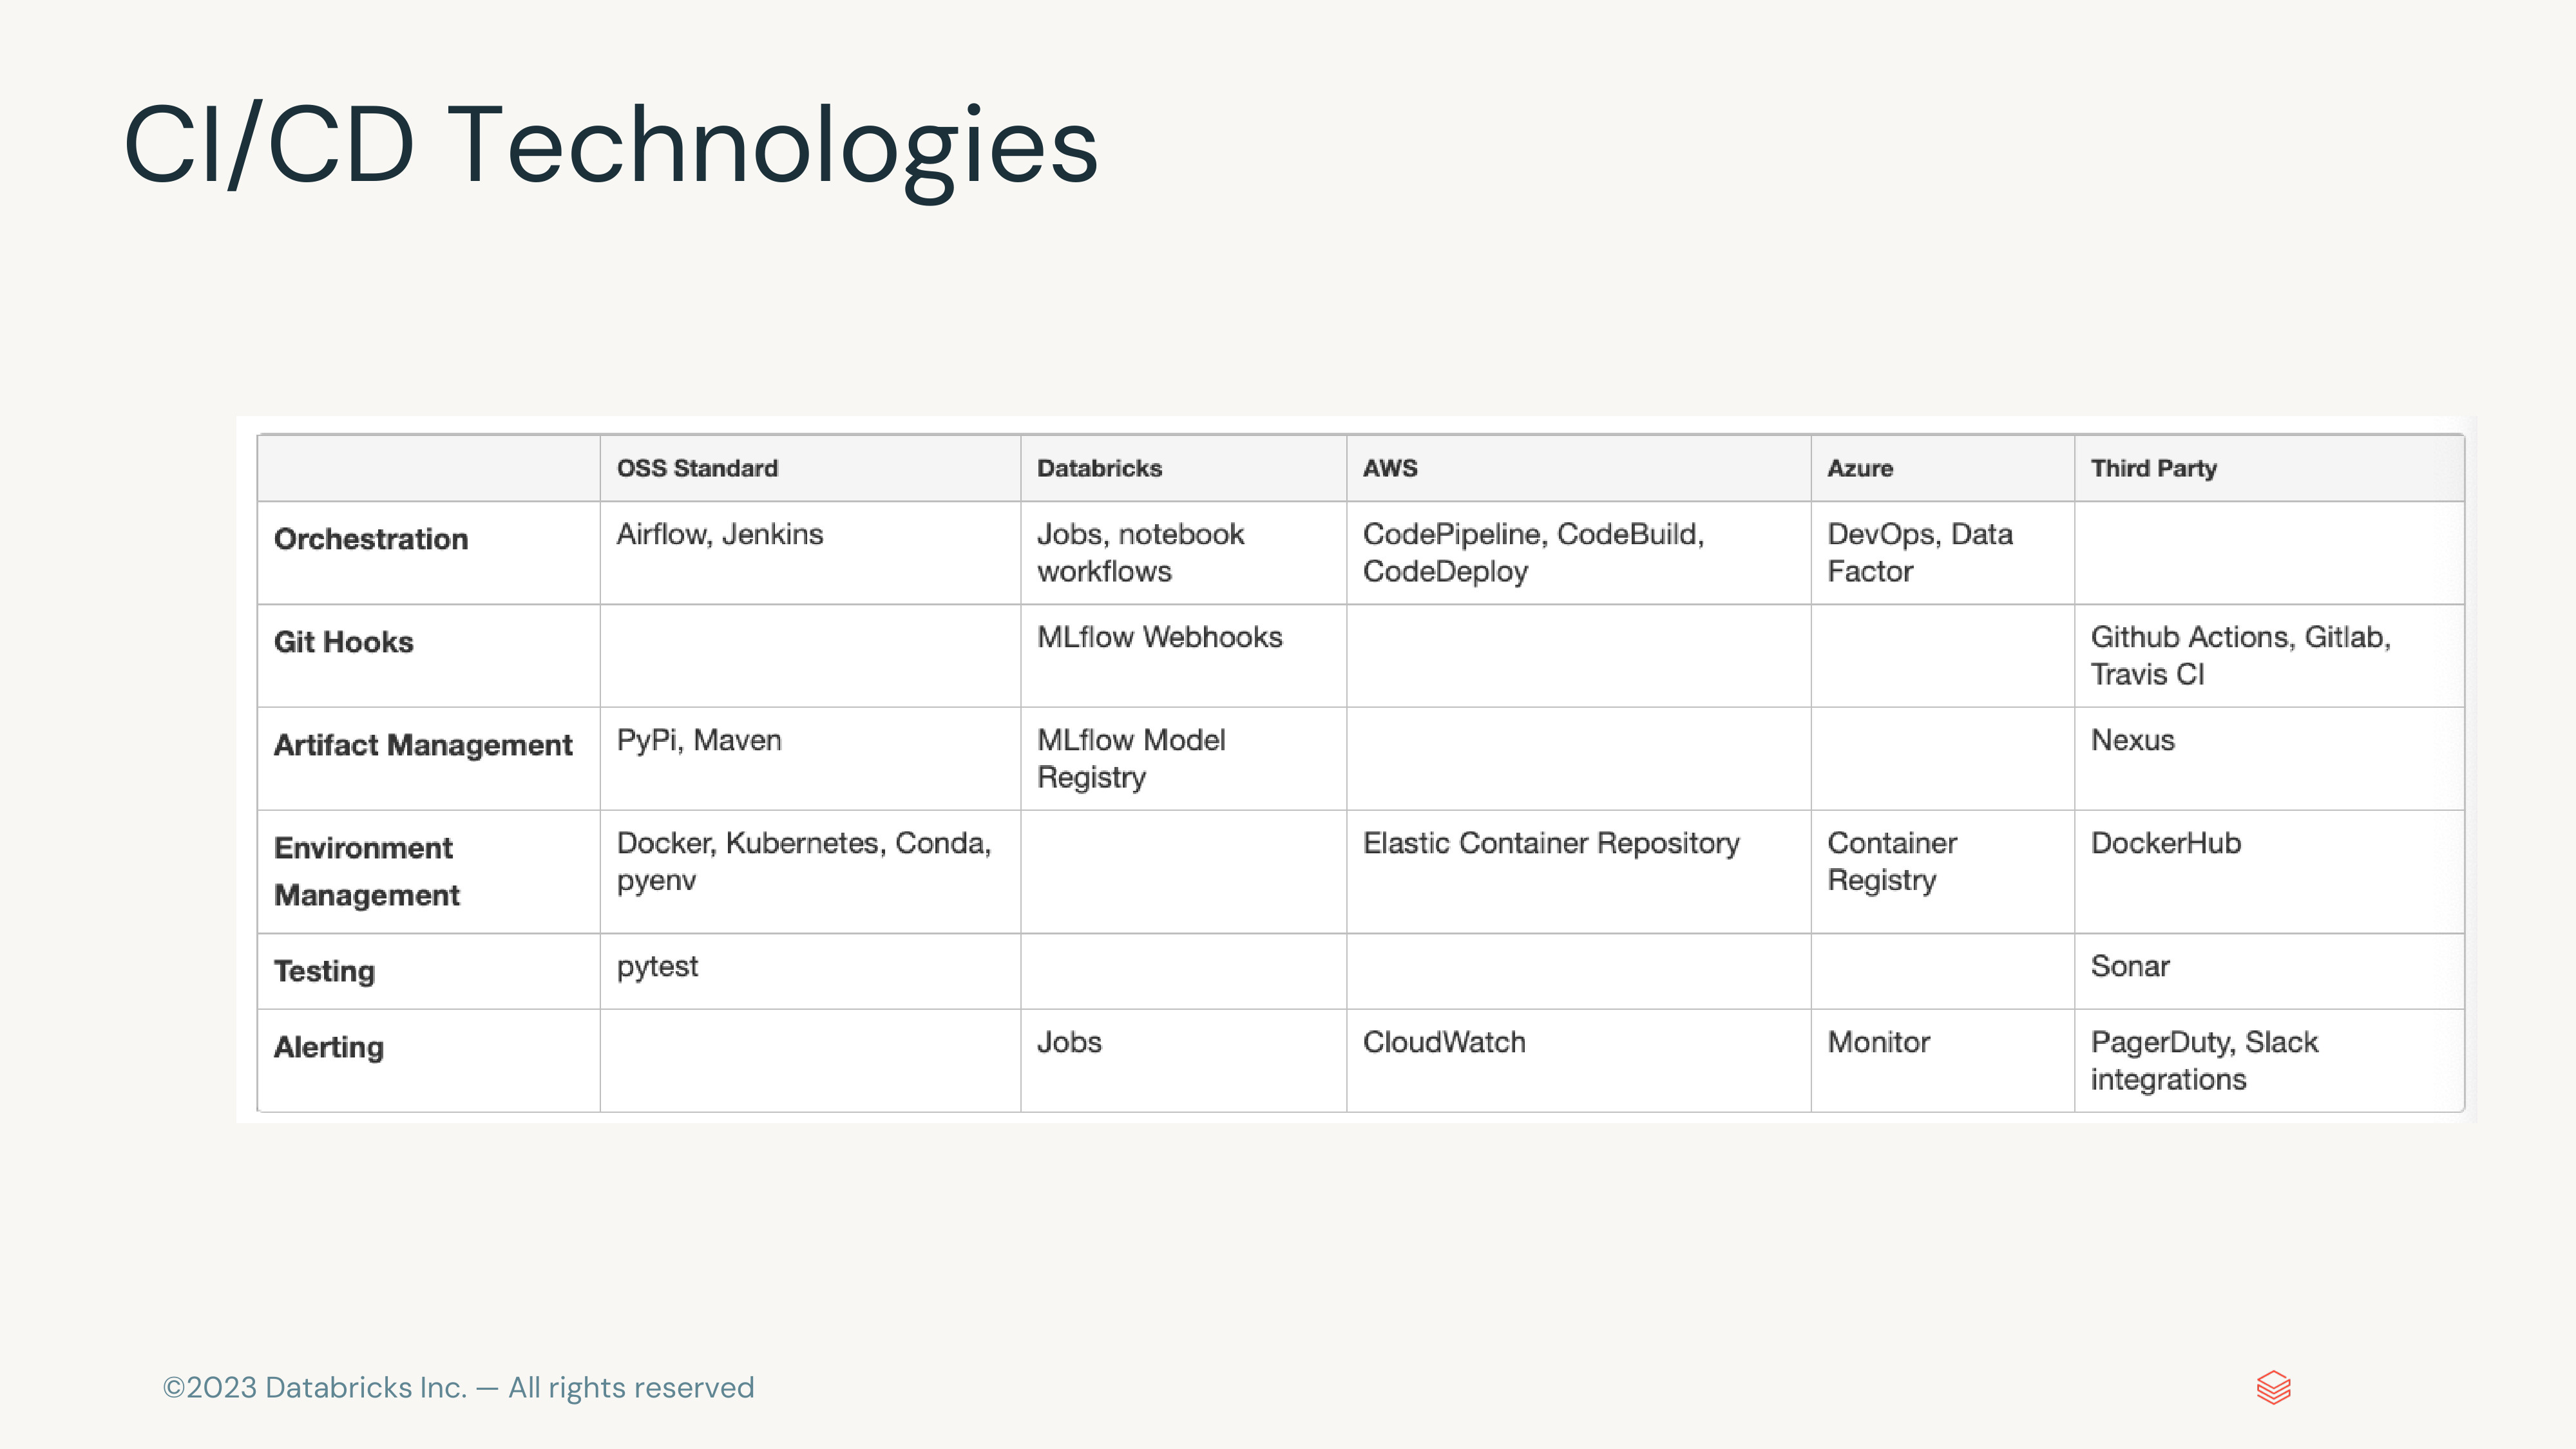 CI/CD Technologies
OSS Standard Databricks AWS Azure Third Party
Orchestration Airflow, Jenkins Jobs, notebook CodePipeline, CodeBuild, DevOps, Data
workflows CodeDeploy Factor
Git Hooks MLflow Webhooks Github Actions, Gitlab,
Travis CI
Artifact Management PyPi, Maven MLflow Model Nexus
Registry
Environment Docker, Kubernetes, Conda, Elastic Container Repository Container DockerHub
Management pyenv Registry
Testing pytest Sonar
Alerting Jobs CloudWatch Monitor PagerDuty, Slack
integrations
©2023 Databricks Inc. — All rights reserved